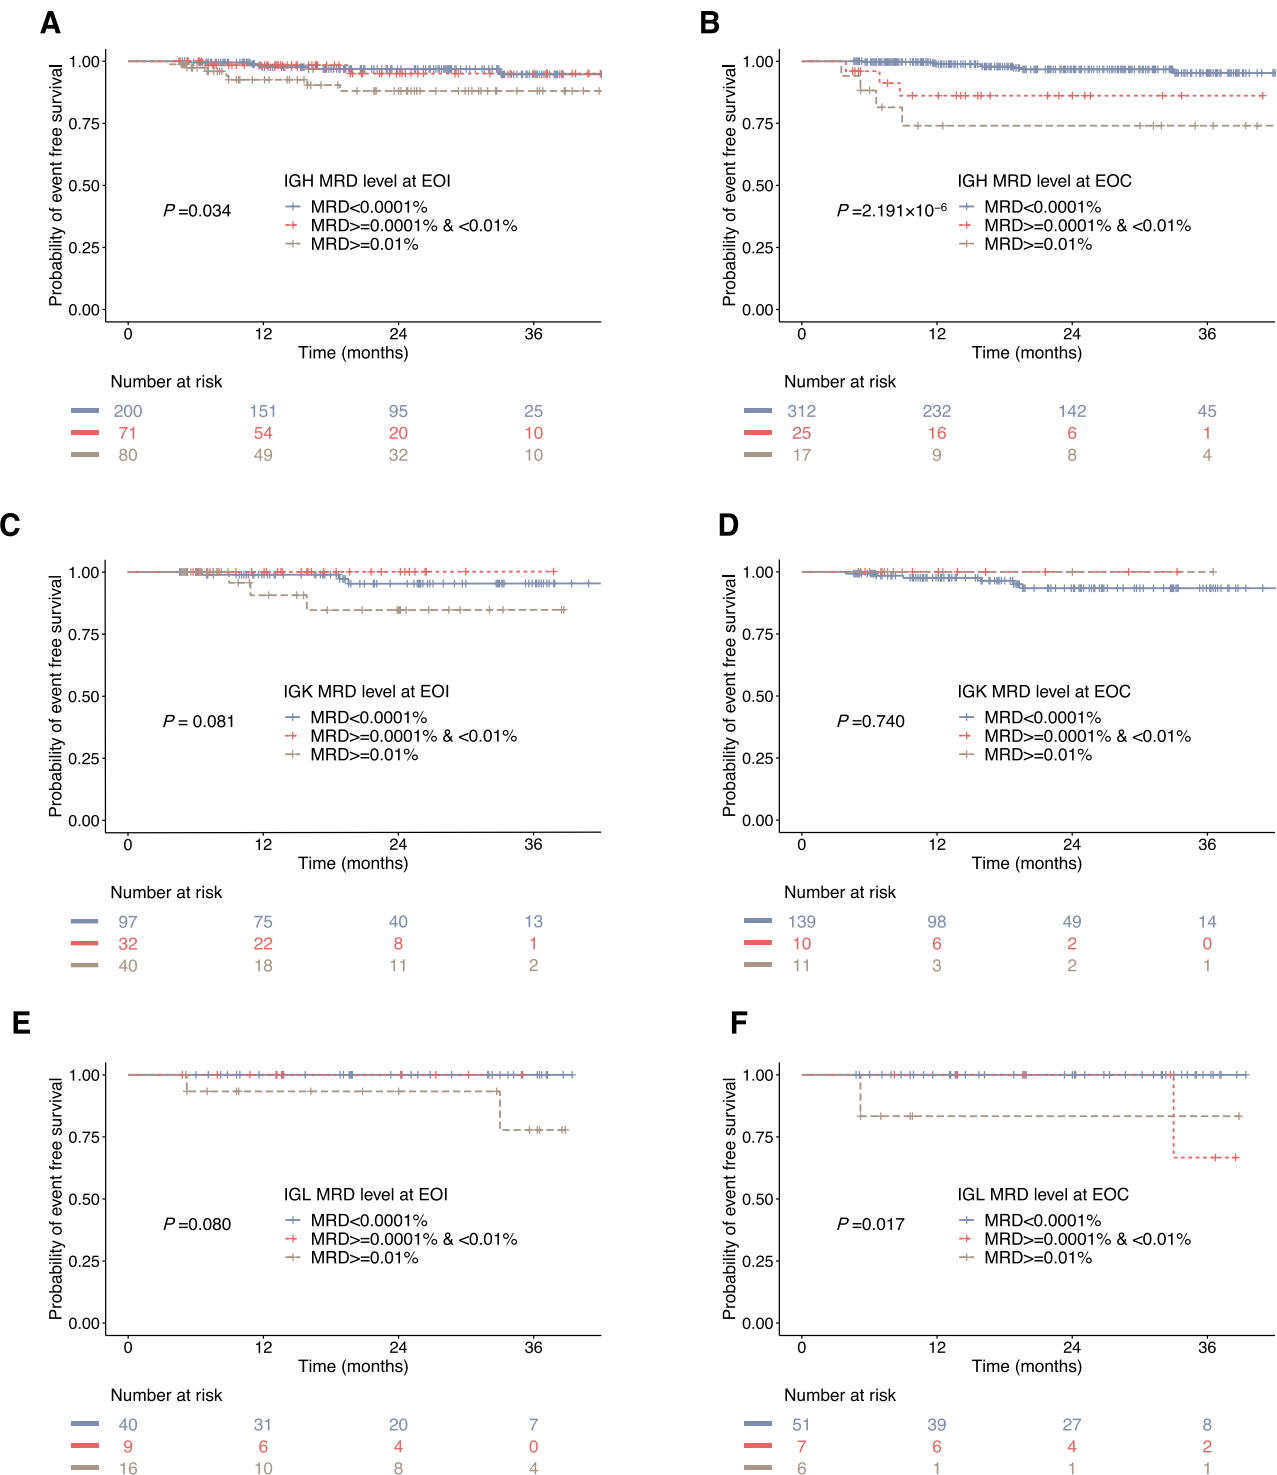 A
Probability of event free survival
1.00
0.75
0.50
0.25
0.00
IGH MRD level at EOI
P =0.034
MRD<0.0001%
MRD>=0.0001% & <0.01%
MRD>=0.01%
0 12 24 36
Time (months)
Number at risk
200 151 95 25
71 54 20 10
80 49 32 10
B
Probability of event free survival
1.00
0.75
0.50
0.25
0.00
IGH MRD level at EOC
P =2.191×10⁻⁶
MRD<0.0001%
MRD>=0.0001% & <0.01%
MRD>=0.01%
0 12 24 36
Time (months)
Number at risk
312 232 142 45
25 16 6 1
17 9 8 4
C
Probability of event free survival
1.00
0.75
0.50
0.25
0.00
IGK MRD level at EOI
P = 0.081
MRD<0.0001%
MRD>=0.0001% & <0.01%
MRD>=0.01%
0 12 24 36
Time (months)
Number at risk
97 75 40 13
32 22 8 1
40 18 11 2
D
Probability of event free survival
1.00
0.75
0.50
0.25
0.00
IGK MRD level at EOC
P =0.740
MRD<0.0001%
MRD>=0.0001% & <0.01%
MRD>=0.01%
0 12 24 36
Time (months)
Number at risk
139 98 49 14
10 6 2 0
11 3 2 1
E
Probability of event free survival
1.00
0.75
0.50
0.25
0.00
IGL MRD level at EOI
P =0.080
MRD<0.0001%
MRD>=0.0001% & <0.01%
MRD>=0.01%
0 12 24 36
Time (months)
Number at risk
40 31 20 7
9 6 4 0
16 10 8 4
F
Probability of event free survival
1.00
0.75
0.50
0.25
0.00
IGL MRD level at EOC
P =0.017
MRD<0.0001%
MRD>=0.0001% & <0.01%
MRD>=0.01%
0 12 24 36
Time (months)
Number at risk
51 39 27 8
7 6 4 2
6 1 1 1